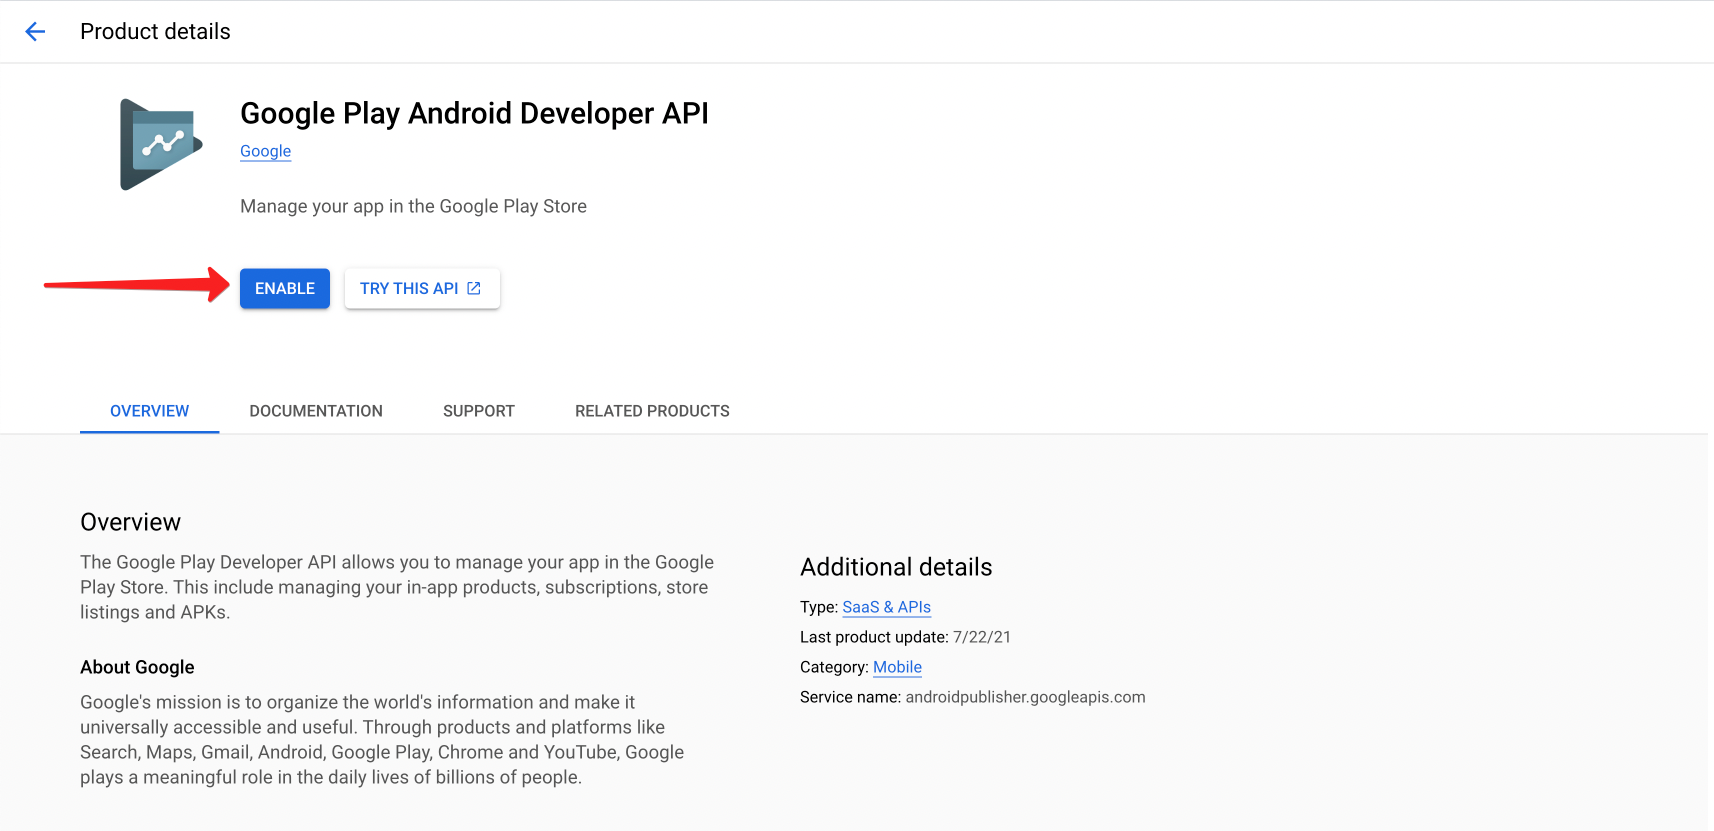 Product details
Google Play Android Developer API
Google
Manage your app in the Google Play Store
ENABLE
TRY THIS API
OVERVIEW
DOCUMENTATION
SUPPORT
RELATED PRODUCTS
Overview
The Google Play Developer API allows you to manage your app in the Google
Play Store. This include managing your in-app products, subscriptions, store
listings and APKs.
About Google
Google's mission is to organize the world's information and make it
universally accessible and useful. Through products and platforms like
Search, Maps, Gmail, Android, Google Play, Chrome and YouTube, Google
plays a meaningful role in the daily lives of billions of people.
Additional details
Type: SaaS & APIs
Last product update: 7/22/21
Category: Mobile
Service name: androidpublisher.googleapis.com